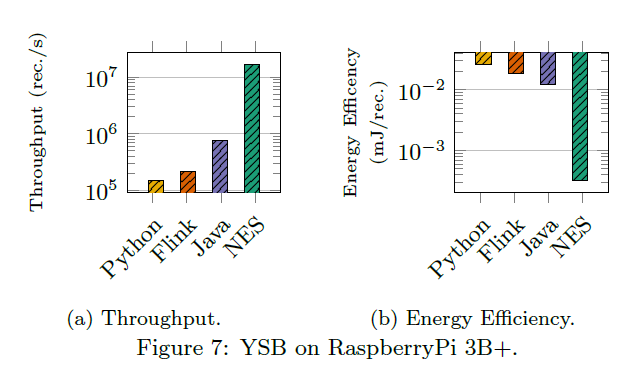 Throughput (rec./s)
10^7
10^6
10^5
Python
Flink
Java
NES
(a) Throughput.
Energy Efficency
(mJ/rec.)
10^−2
10^−3
Python
Flink
Java
NES
(b) Energy Efficiency.
Figure 7: YSB on RaspberryPi 3B+.